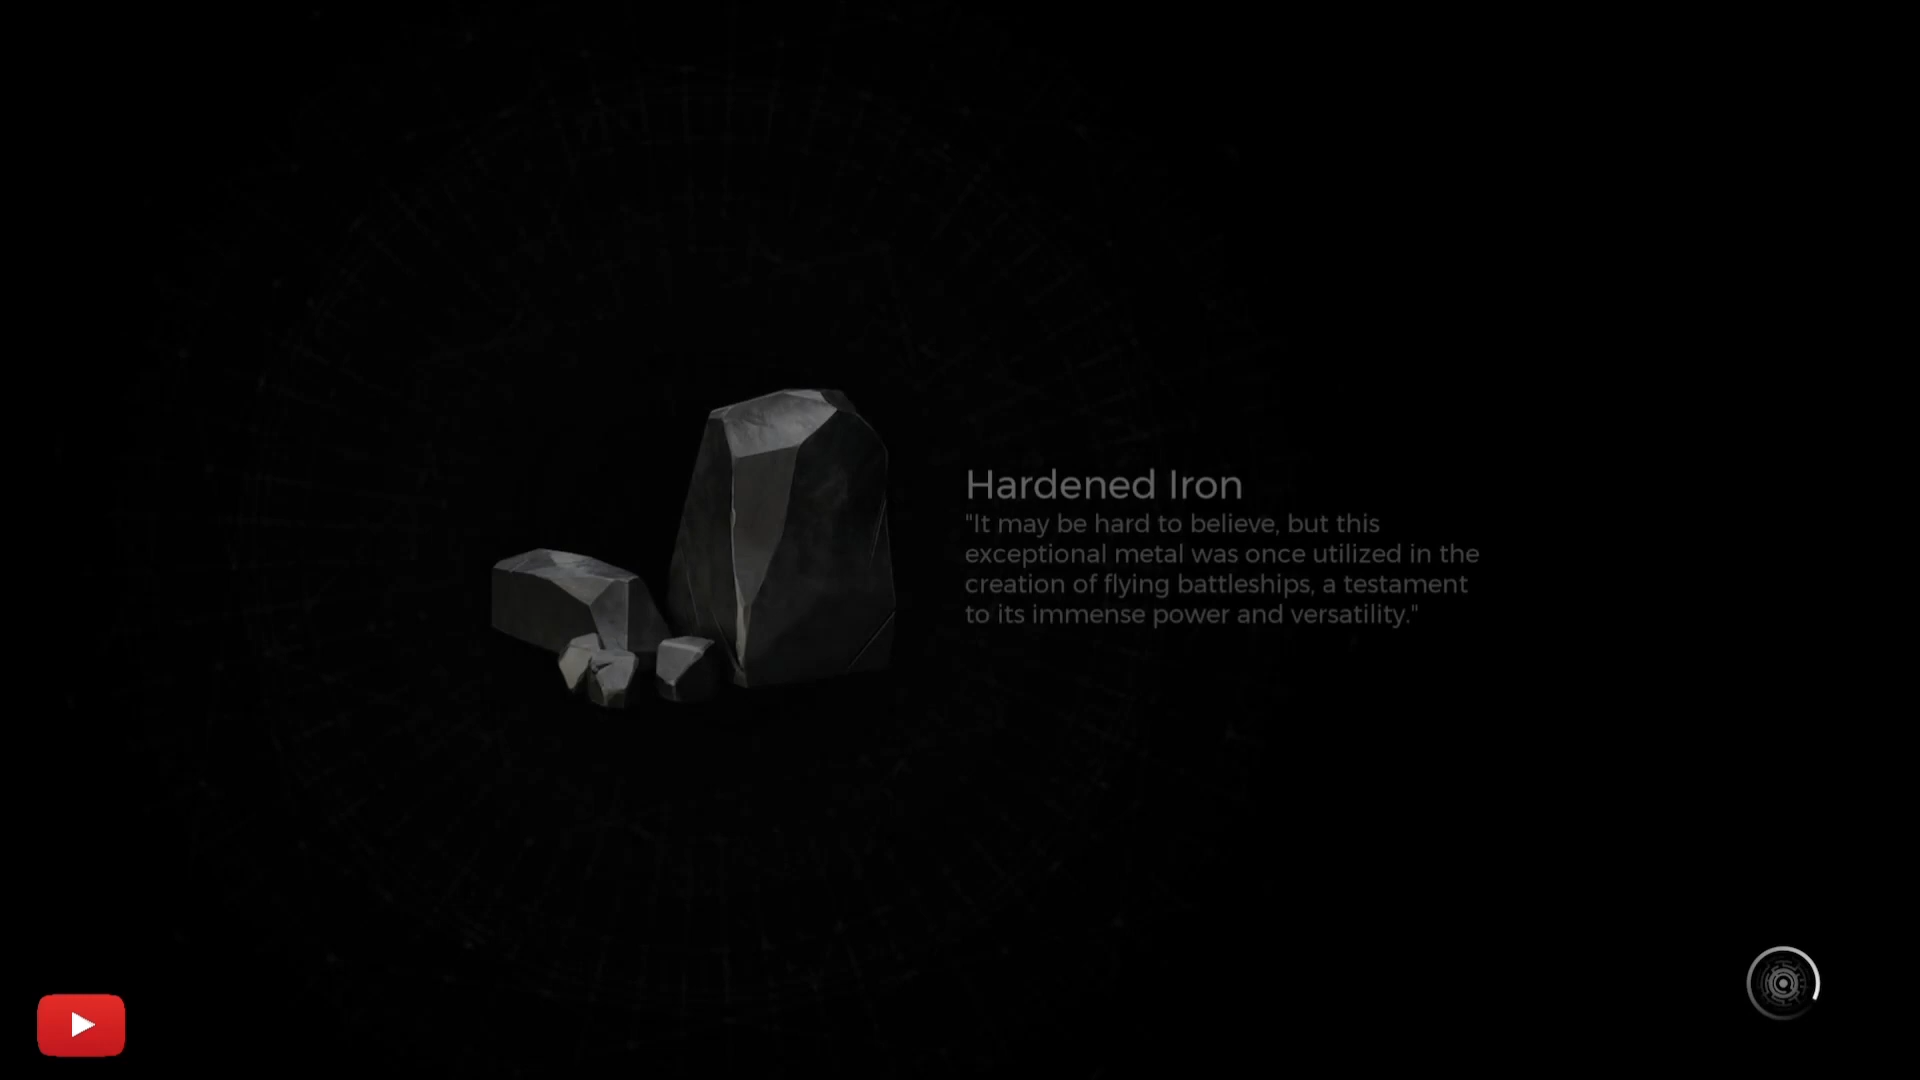 Hardened Iron
"It may be hard to believe, but this
exceptional metal was once utilized in the
creation of flying battleships, a testament
to its immense power and versatility."